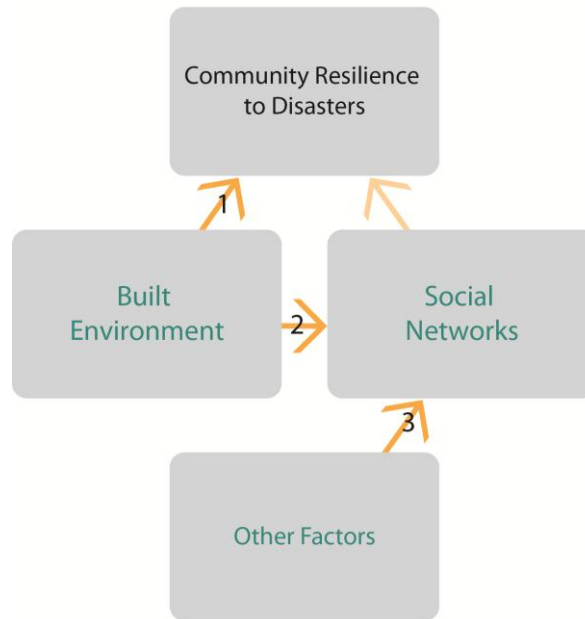 Community Resilience
to Disasters
1
Built
Environment
2
Social
Networks
3
Other Factors